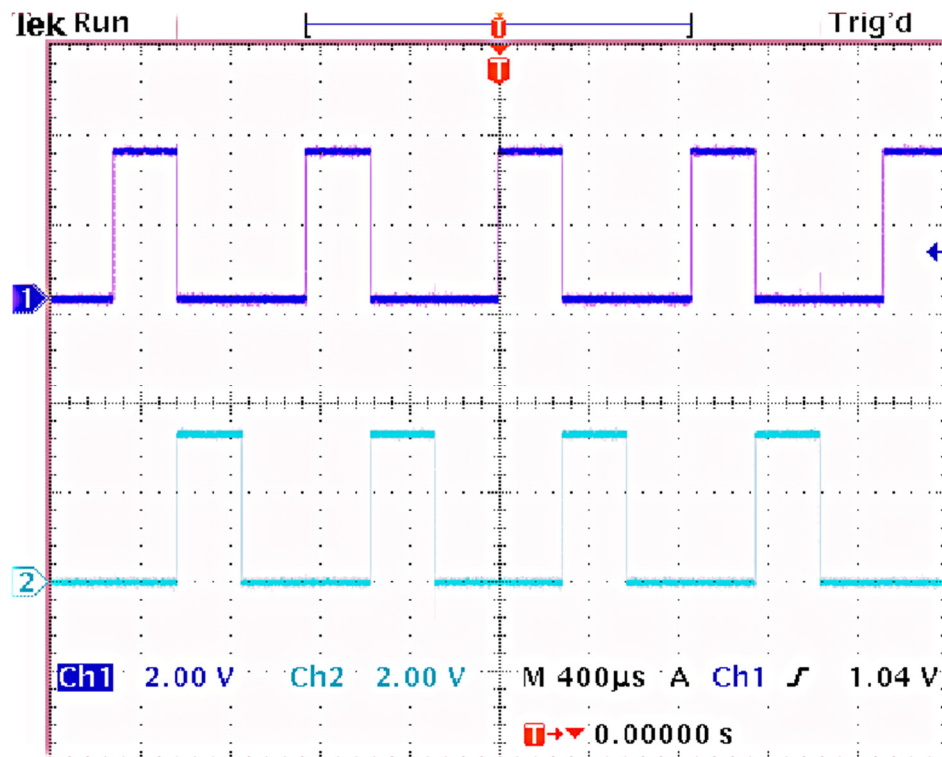 Tek Run Trig'd
T
T
1
2
Ch1 2.00 V Ch2 2.00 V M 400μs A Ch1 1.04 V
T 0.00000 s